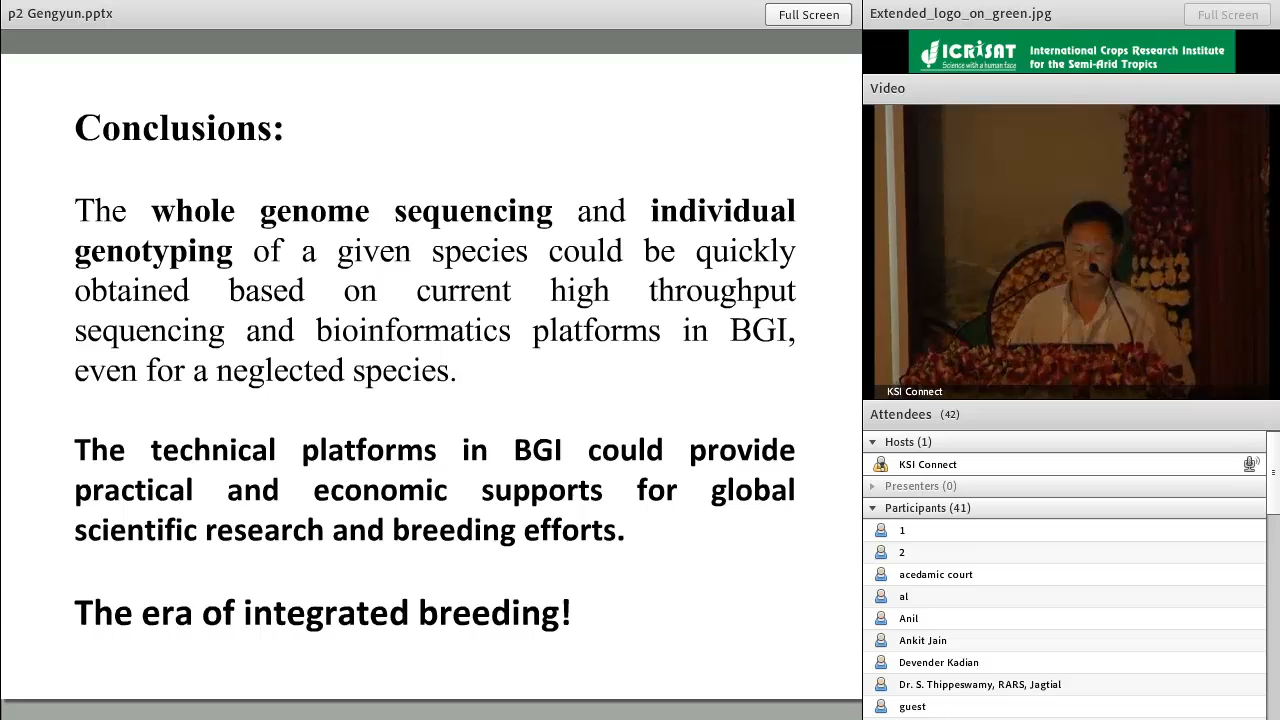 p2 Gengyun.pptx
Full Screen
Conclusions:
The whole genome sequencing and individual
genotyping of a given species could be quickly
obtained based on current high throughput
sequencing and bioinformatics platforms in BGI,
even for a neglected species.
The technical platforms in BGI could provide
practical and economic supports for global
scientific research and breeding efforts.
The era of integrated breeding!
Extended_logo_on_green.jpg
Full Screen
ICRISAT
Science with a human face
International Crops Research Institute
for the Semi-Arid Tropics
Video
KSI Connect
Attendees (42)
Hosts (1)
KSI Connect
Presenters (0)
Participants (41)
1
2
acedamic court
al
Anil
Ankit Jain
Devender Kadian
Dr. S. Thippeswamy, RARS, Jagtial
guest